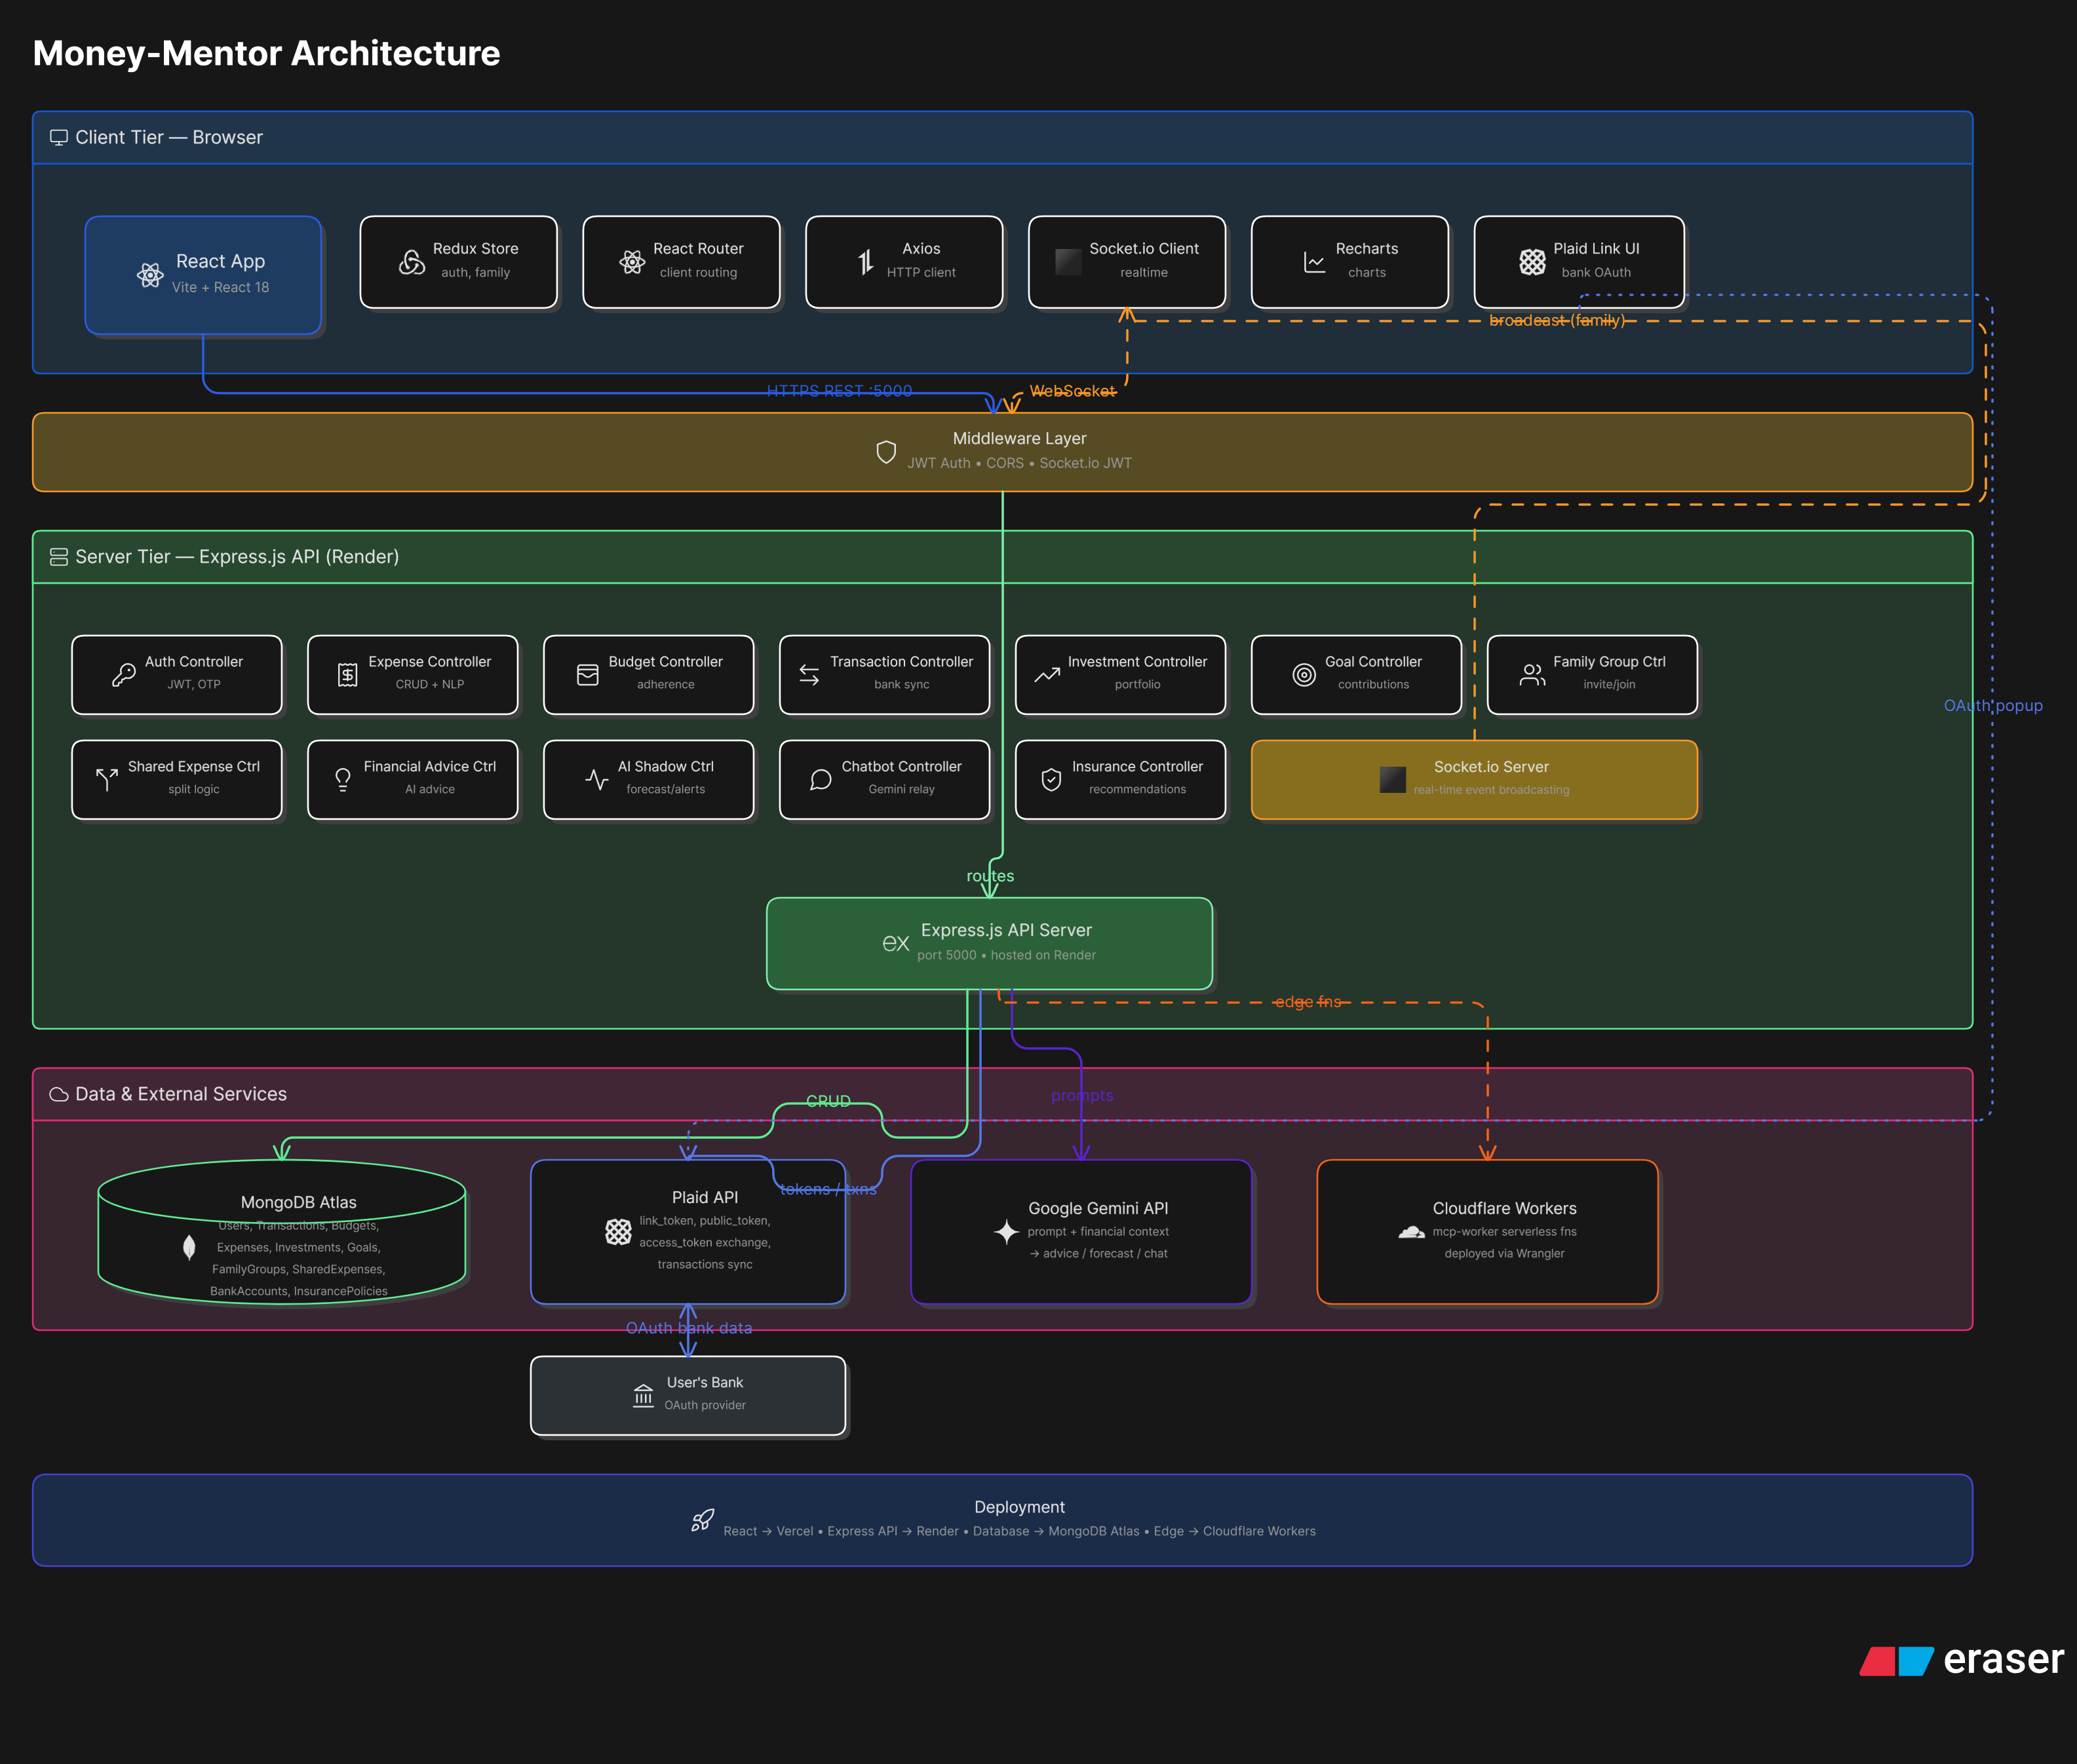 Money-Mentor Architecture
Client Tier — Browser
React App
Vite + React 18
Redux Store
auth, family
React Router
client routing
Axios
HTTP client
Socket.io Client
realtime
Recharts
charts
Plaid Link UI
bank OAuth
broadcast (family)
HTTPS REST :5000
WebSocket
Middleware Layer
JWT Auth • CORS • Socket.io JWT
Server Tier — Express.js API (Render)
Auth Controller
JWT, OTP
Expense Controller
CRUD + NLP
Budget Controller
adherence
Transaction Controller
bank sync
Investment Controller
portfolio
Goal Controller
contributions
Family Group Ctrl
invite/join
OAuth popup
Shared Expense Ctrl
split logic
Financial Advice Ctrl
AI advice
AI Shadow Ctrl
forecast/alerts
Chatbot Controller
Gemini relay
Insurance Controller
recommendations
Socket.io Server
real-time event broadcasting
routes
ex
Express.js API Server
port 5000 • hosted on Render
edge fns
Data & External Services
CRUD
prompts
tokens / txns
MongoDB Atlas
Users, Transactions, Budgets,
Expenses, Investments, Goals,
FamilyGroups, SharedExpenses,
BankAccounts, InsurancePolicies
Plaid API
link_token, public_token,
access_token exchange,
transactions sync
Google Gemini API
prompt + financial context
→ advice / forecast / chat
Cloudflare Workers
mcp-worker serverless fns
deployed via Wrangler
OAuth bank data
User's Bank
OAuth provider
Deployment
React → Vercel • Express API → Render • Database → MongoDB Atlas • Edge → Cloudflare Workers
eraser